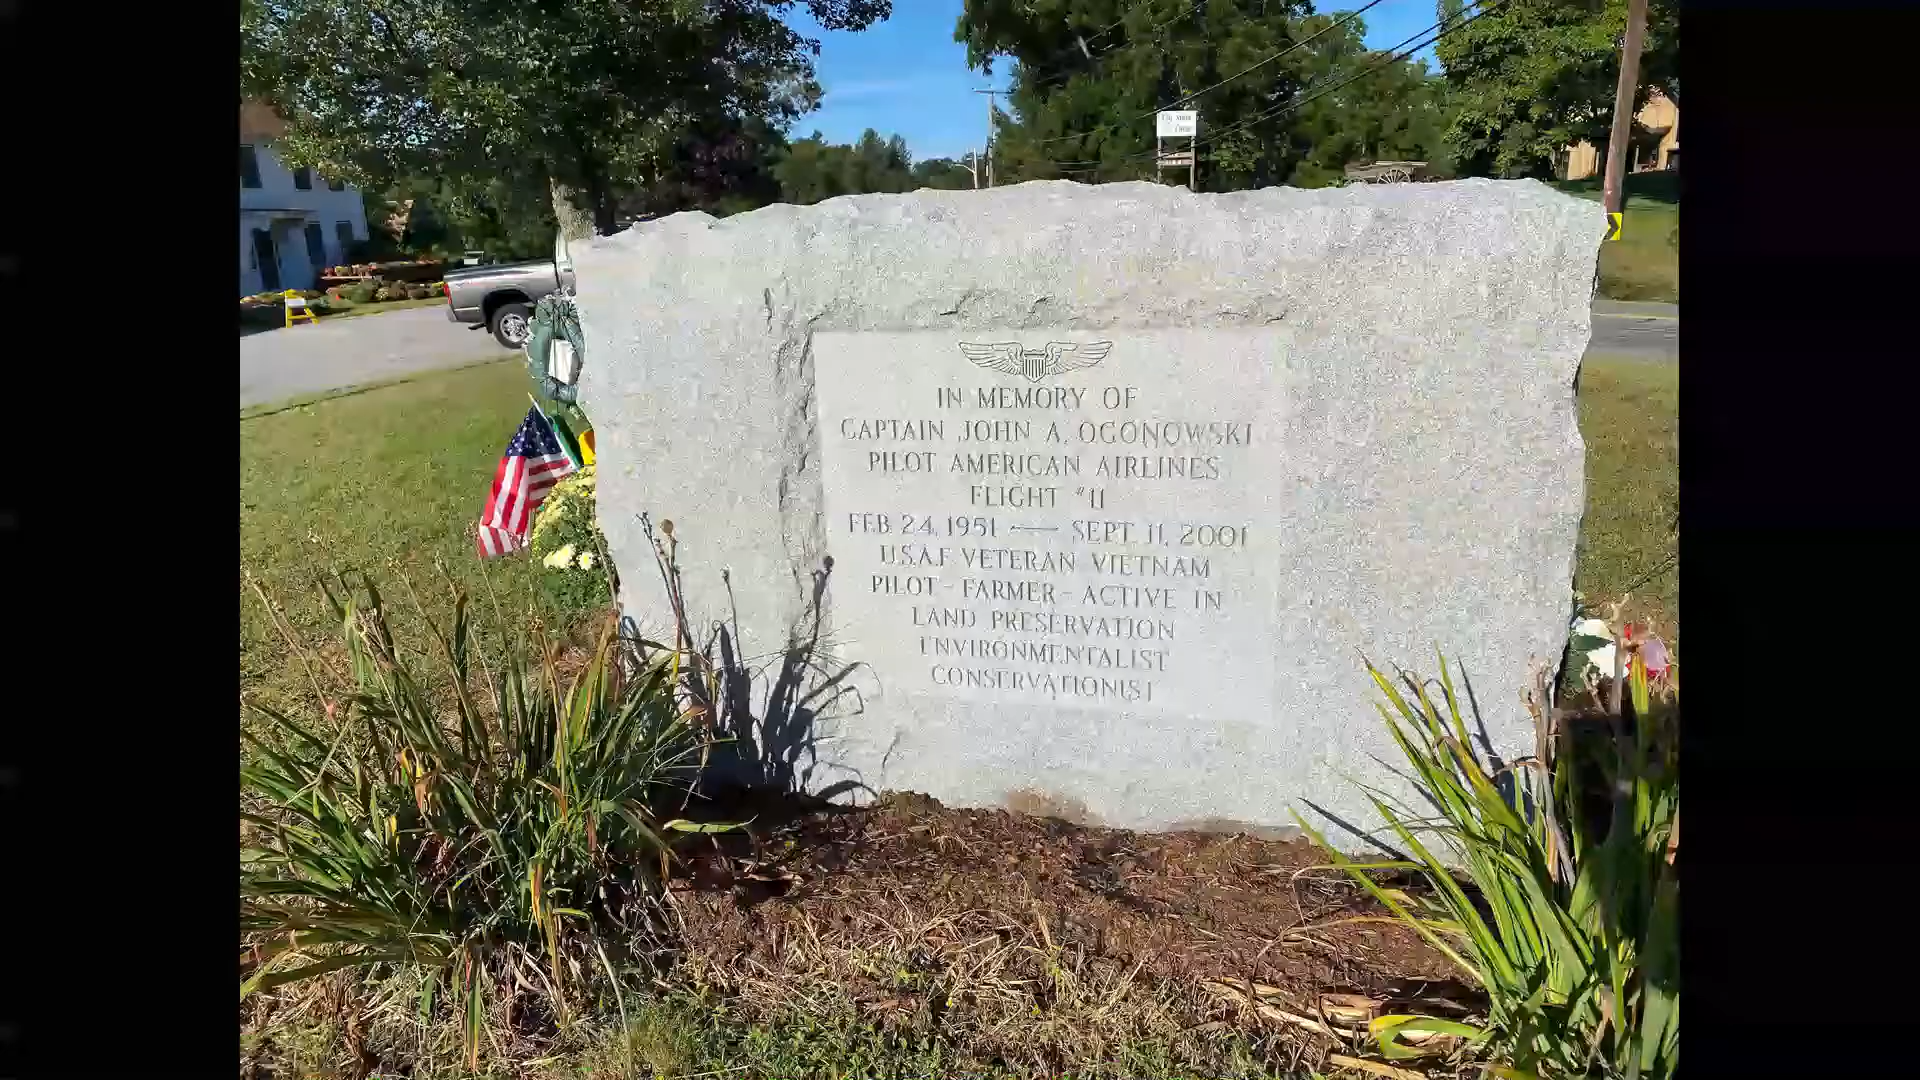 IN MEMORY OF
CAPTAIN JOHN A. OGONOWSKI
PILOT AMERICAN AIRLINES
FLIGHT #11
FEB. 24, 1951 — SEPT. 11, 2001
U.S.A.F. VETERAN VIETNAM
PILOT - FARMER - ACTIVE IN
LAND PRESERVATION
ENVIRONMENTALIST
CONSERVATIONIST